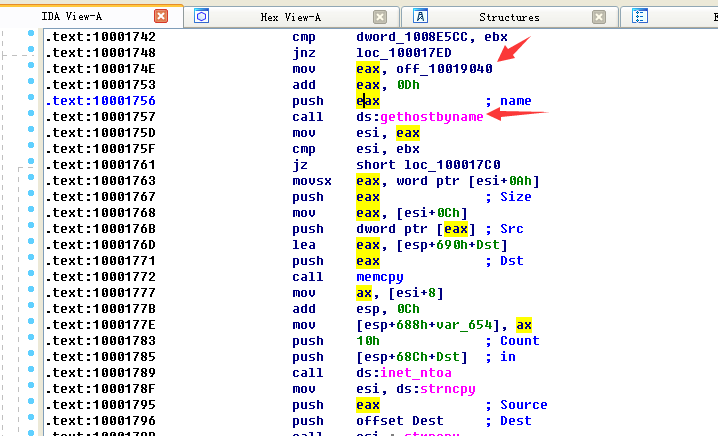 IDA View-A Hex View-A Structures
.text:10001742 cmp dword_1008E5CC, ebx
.text:10001748 jnz loc_100017ED
.text:1000174E mov eax, off_10019040
.text:10001753 add eax, 0Dh
.text:10001756 push eax ; name
.text:10001757 call ds:gethostbyname
.text:1000175D mov esi, eax
.text:1000175F cmp esi, ebx
.text:10001761 jz short loc_100017C0
.text:10001763 movsx eax, word ptr [esi+0Ah]
.text:10001767 push eax ; Size
.text:10001768 mov eax, [esi+0Ch]
.text:1000176B push dword ptr [eax] ; Src
.text:1000176D lea eax, [esp+690h+Dst]
.text:10001771 push eax ; Dst
.text:10001772 call memcpy
.text:10001777 mov ax, [esi+8]
.text:1000177B add esp, 0Ch
.text:1000177E mov [esp+688h+var_654], ax
.text:10001783 push 10h ; Count
.text:10001785 push [esp+68Ch+Dst] ; in
.text:10001789 call ds:inet_ntoa
.text:1000178F mov esi, ds:strncpy
.text:10001795 push eax ; Source
.text:10001796 push offset Dest ; Dest